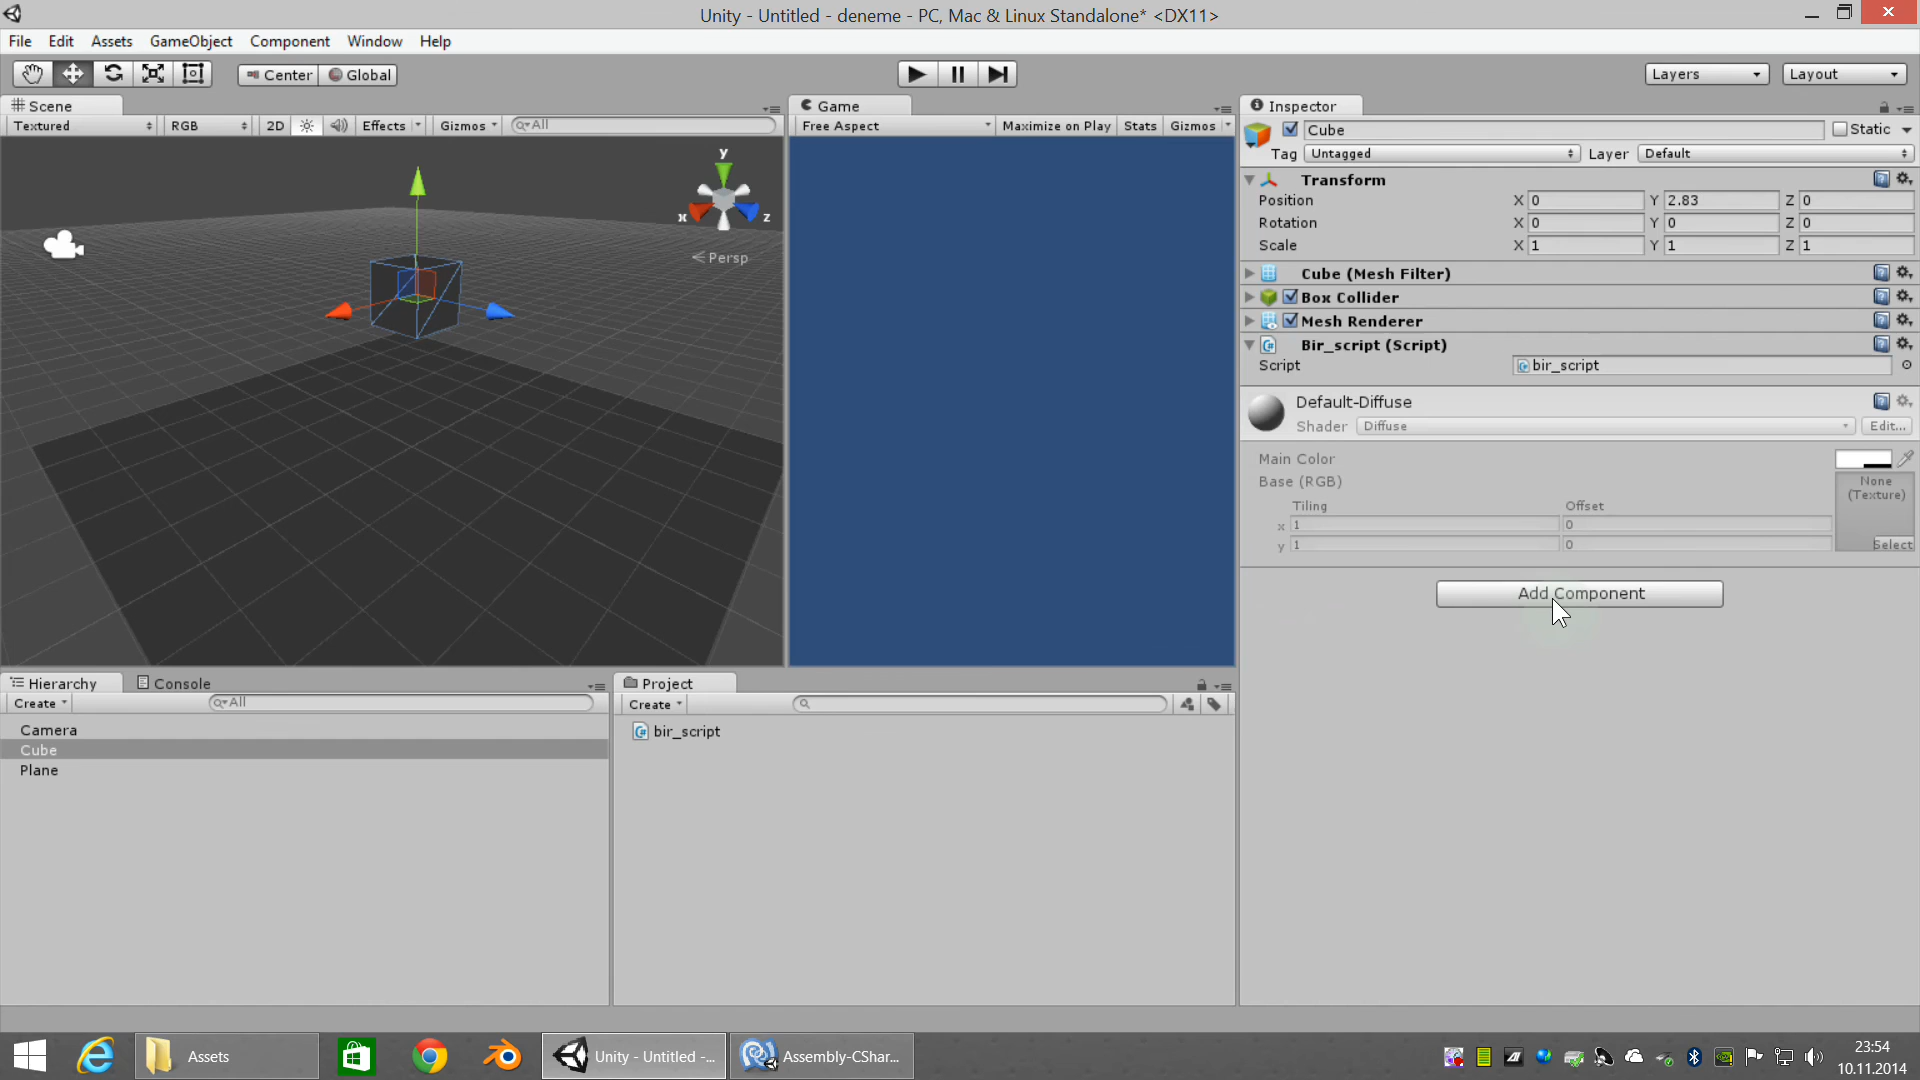 Unity - Untitled - deneme - PC, Mac & Linux Standalone* <DX11>
File Edit Assets GameObject Component Window Help
Center Global
Layers Layout
Scene
Game
Inspector
Textured RGB 2D Effects Gizmos All
Free Aspect Maximize on Play Stats Gizmos
Cube Static
Tag Untagged Layer Default
y
x z
Persp
Transform
Position X 0 Y 2.83 Z 0
Rotation X 0 Y 0 Z 0
Scale X 1 Y 1 Z 1
Cube (Mesh Filter)
Box Collider
Mesh Renderer
Bir_script (Script)
Script bir_script
Default-Diffuse
Shader Diffuse Edit...
Main Color
Base (RGB)
None
(Texture)
Tiling Offset
x 1 0
y 1 0
Select
Add Component
Hierarchy Console
Create All
Camera
Cube
Plane
Project
Create
bir_script
Assets
Unity - Untitled -...
Assembly-CShar...
23:54
10.11.2014